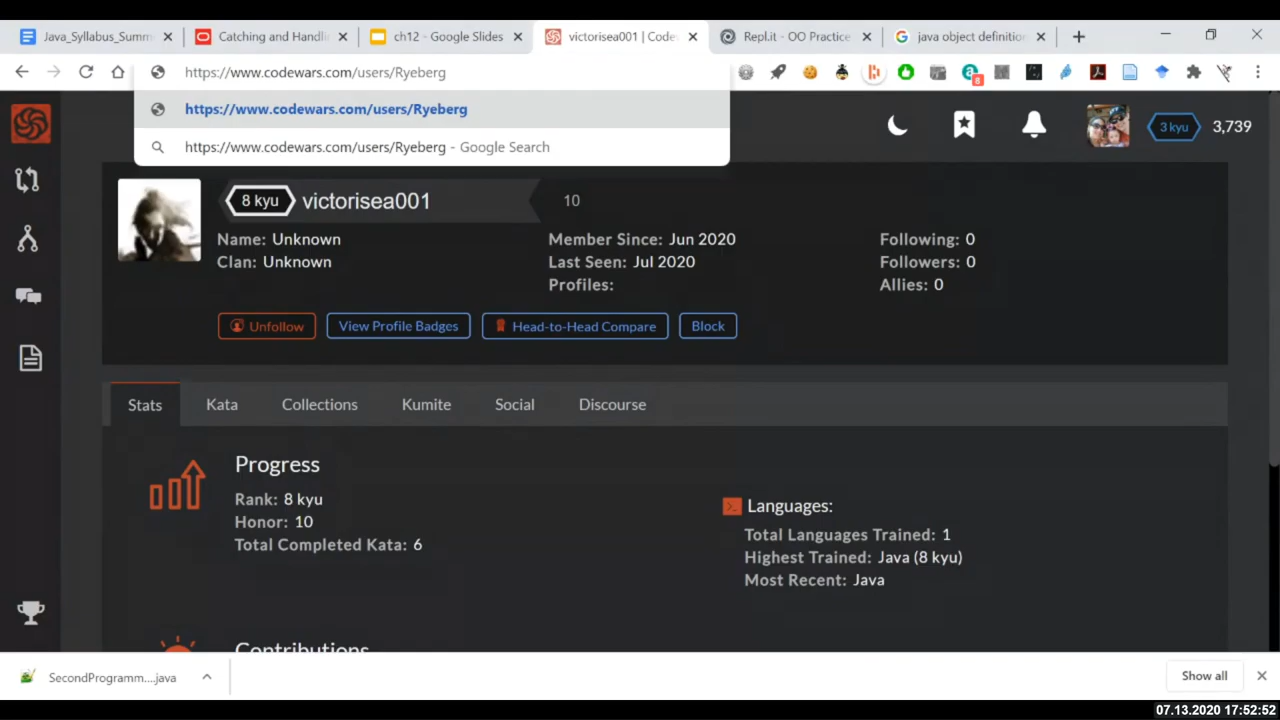 Java_Syllabus_Summ
Catching and Handli
ch12 - Google Slides
victorisea001 | Code
Repl.it - OO Practice
java object definitio
https://www.codewars.com/users/Ryeberg
8
https://www.codewars.com/users/Ryeberg
https://www.codewars.com/users/Ryeberg - Google Search
3 kyu
3,739
8 kyu
victorisea001
10
Name: Unknown
Member Since: Jun 2020
Following: 0
Clan: Unknown
Last Seen: Jul 2020
Followers: 0
Profiles:
Allies: 0
Unfollow
View Profile Badges
Head-to-Head Compare
Block
Stats
Kata
Collections
Kumite
Social
Discourse
Progress
Rank: 8 kyu
Honor: 10
Total Completed Kata: 6
Languages:
Total Languages Trained: 1
Highest Trained: Java (8 kyu)
Most Recent: Java
Contributions
SecondProgramm....java
Show all
07.13.2020 17:52:52